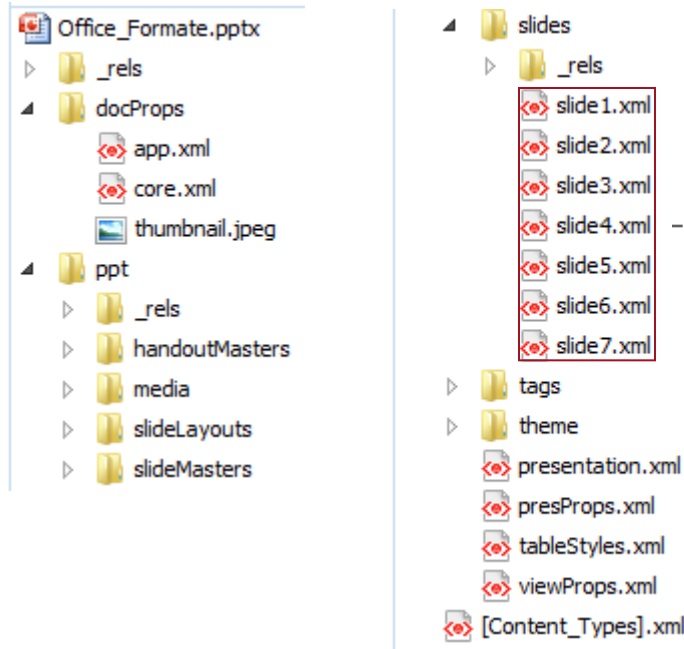 Office_Formate.pptx
_rels
docProps
app.xml
core.xml
thumbnail.jpeg
ppt
_rels
handoutMasters
media
slideLayouts
slideMasters
slides
_rels
slide1.xml
slide2.xml
slide3.xml
slide4.xml
slide5.xml
slide6.xml
slide7.xml
tags
theme
presentation.xml
presProps.xml
tableStyles.xml
viewProps.xml
[Content_Types].xml